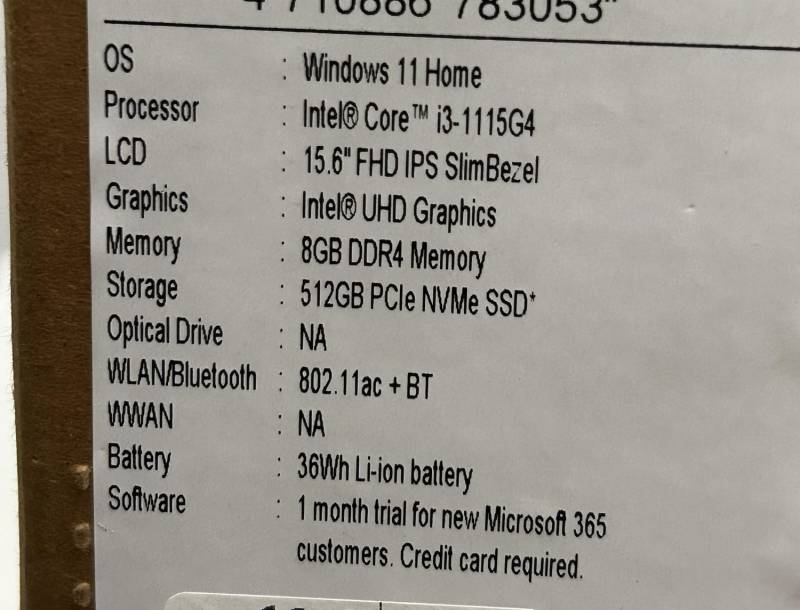 OS : Windows 11 Home
Processor : Intel® Core™ i3-1115G4
LCD : 15.6" FHD IPS SlimBezel
Graphics : Intel® UHD Graphics
Memory : 8GB DDR4 Memory
Storage : 512GB PCIe NVMe SSD*
Optical Drive : NA
WLAN/Bluetooth : 802.11ac + BT
WWAN : NA
Battery : 36Wh Li-ion battery
Software : 1 month trial for new Microsoft 365
customers. Credit card required.